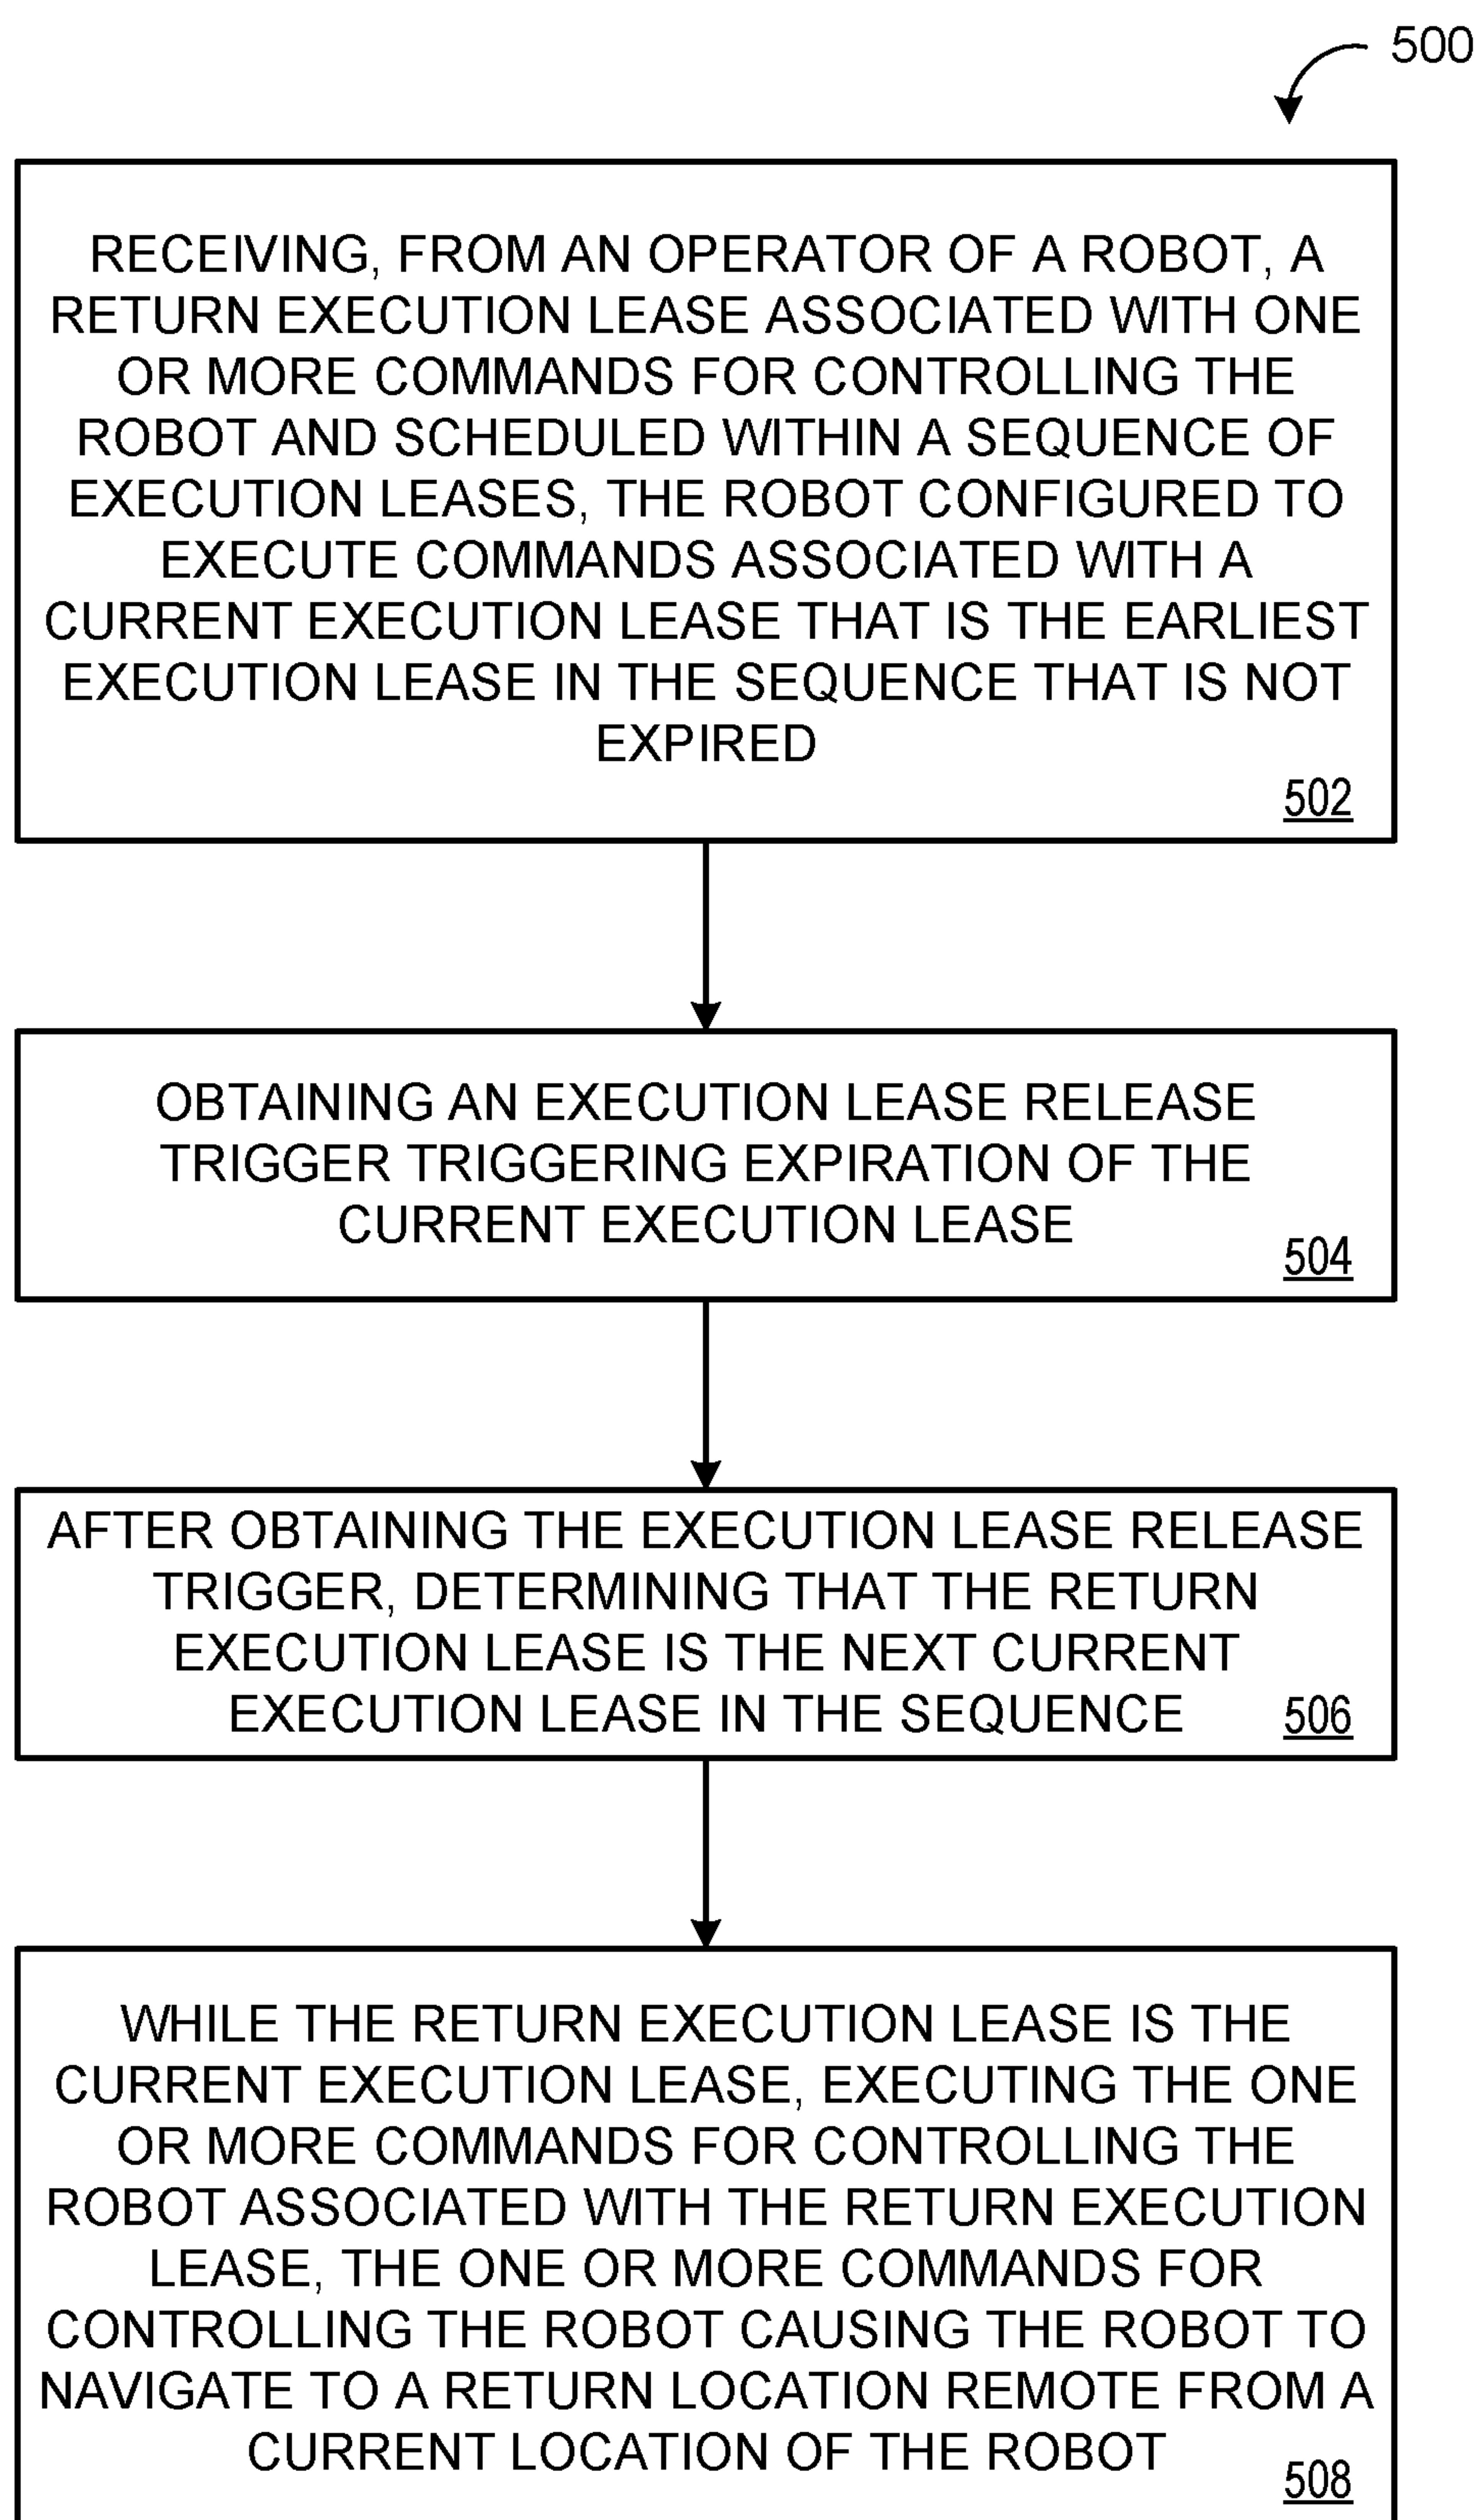 500
RECEIVING, FROM AN OPERATOR OF A ROBOT, A
RETURN EXECUTION LEASE ASSOCIATED WITH ONE
OR MORE COMMANDS FOR CONTROLLING THE
ROBOT AND SCHEDULED WITHIN A SEQUENCE OF
EXECUTION LEASES, THE ROBOT CONFIGURED TO
EXECUTE COMMANDS ASSOCIATED WITH A
CURRENT EXECUTION LEASE THAT IS THE EARLIEST
EXECUTION LEASE IN THE SEQUENCE THAT IS NOT
EXPIRED
502
OBTAINING AN EXECUTION LEASE RELEASE
TRIGGER TRIGGERING EXPIRATION OF THE
CURRENT EXECUTION LEASE
504
AFTER OBTAINING THE EXECUTION LEASE RELEASE
TRIGGER, DETERMINING THAT THE RETURN
EXECUTION LEASE IS THE NEXT CURRENT
EXECUTION LEASE IN THE SEQUENCE
506
WHILE THE RETURN EXECUTION LEASE IS THE
CURRENT EXECUTION LEASE, EXECUTING THE ONE
OR MORE COMMANDS FOR CONTROLLING THE
ROBOT ASSOCIATED WITH THE RETURN EXECUTION
LEASE, THE ONE OR MORE COMMANDS FOR
CONTROLLING THE ROBOT CAUSING THE ROBOT TO
NAVIGATE TO A RETURN LOCATION REMOTE FROM A
CURRENT LOCATION OF THE ROBOT
508